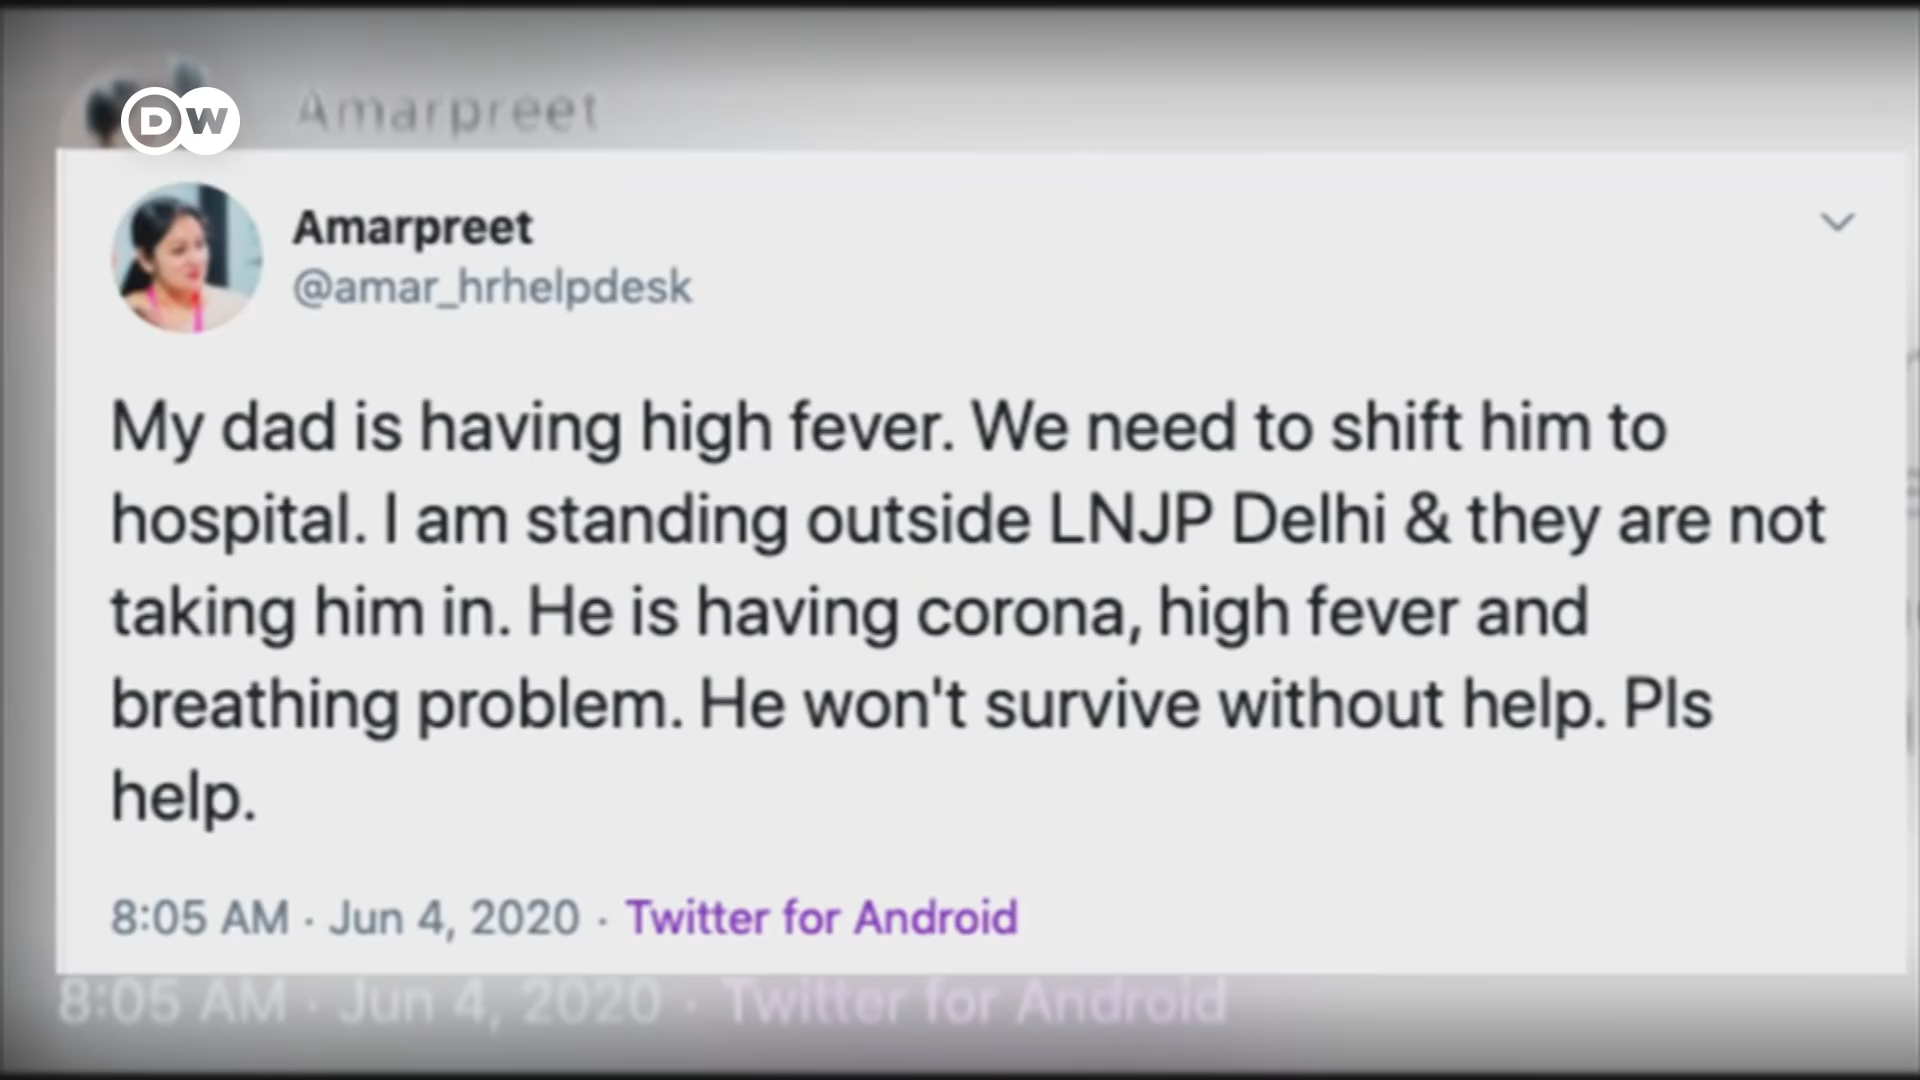 Amarpreet
DW
Amarpreet
@amar_hrhelpdesk
My dad is having high fever. We need to shift him to
hospital. I am standing outside LNJP Delhi & they are not
taking him in. He is having corona, high fever and
breathing problem. He won't survive without help. Pls
help.
8:05 AM · Jun 4, 2020 · Twitter for Android
8:05 AM · Jun 4, 2020 · Twitter for Android